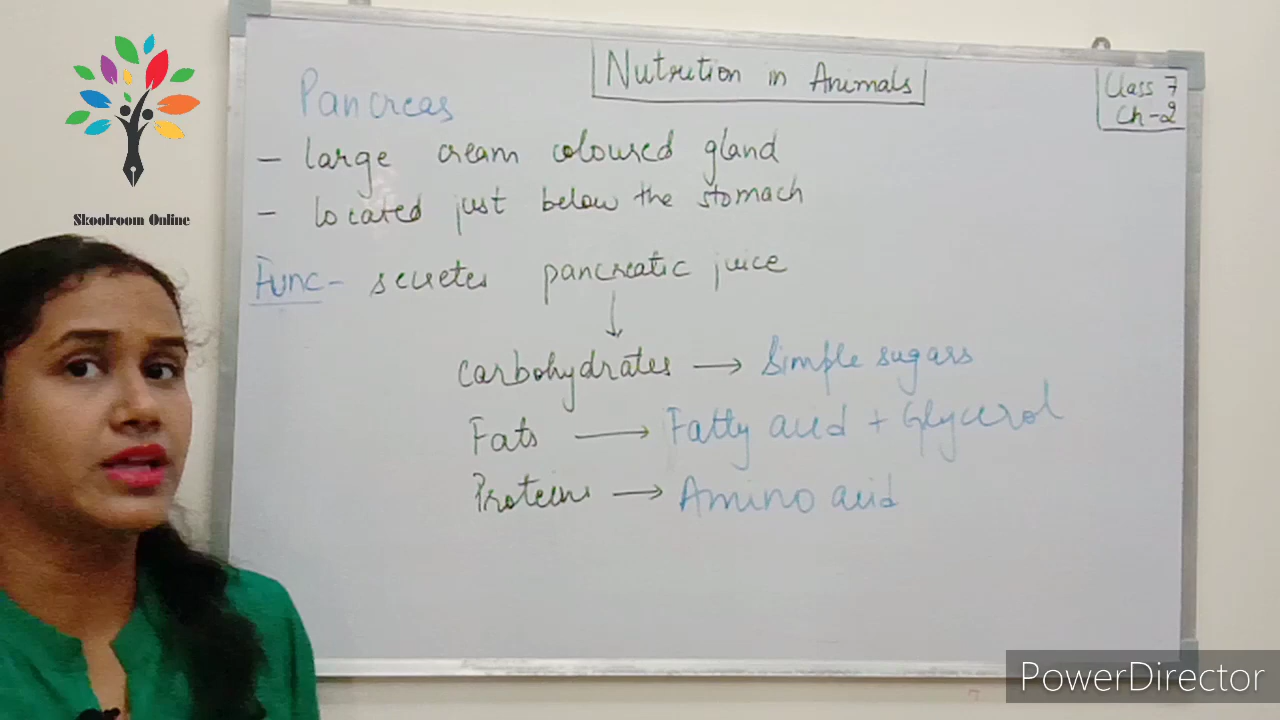 Skoolroom Online
Nutrition in Animals
Class 7
Ch-2
Pancreas
- large cream coloured gland
- located just below the stomach
Func- secretes pancreatic juice
↓
carbohydrates → Simple sugars
Fats → Fatty acid + Glycerol
Proteins → Amino acid
PowerDirector